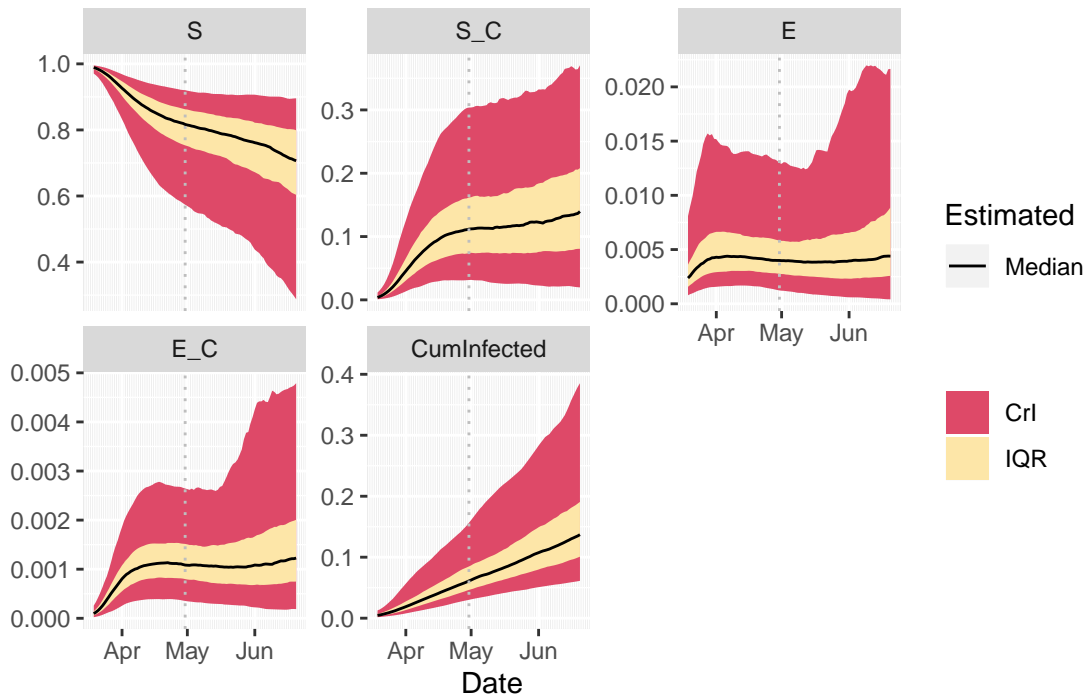 S
S_C
E
1.0
0.8
0.6
0.4
0.3
0.2
0.1
0.0
0.020
0.015
0.010
0.005
0.000
Apr May Jun
E_C
CumInfected
0.005
0.004
0.003
0.002
0.001
0.000
Apr May Jun
0.4
0.3
0.2
0.1
0.0
Apr May Jun
Date
Estimated
Median
CrI
IQR